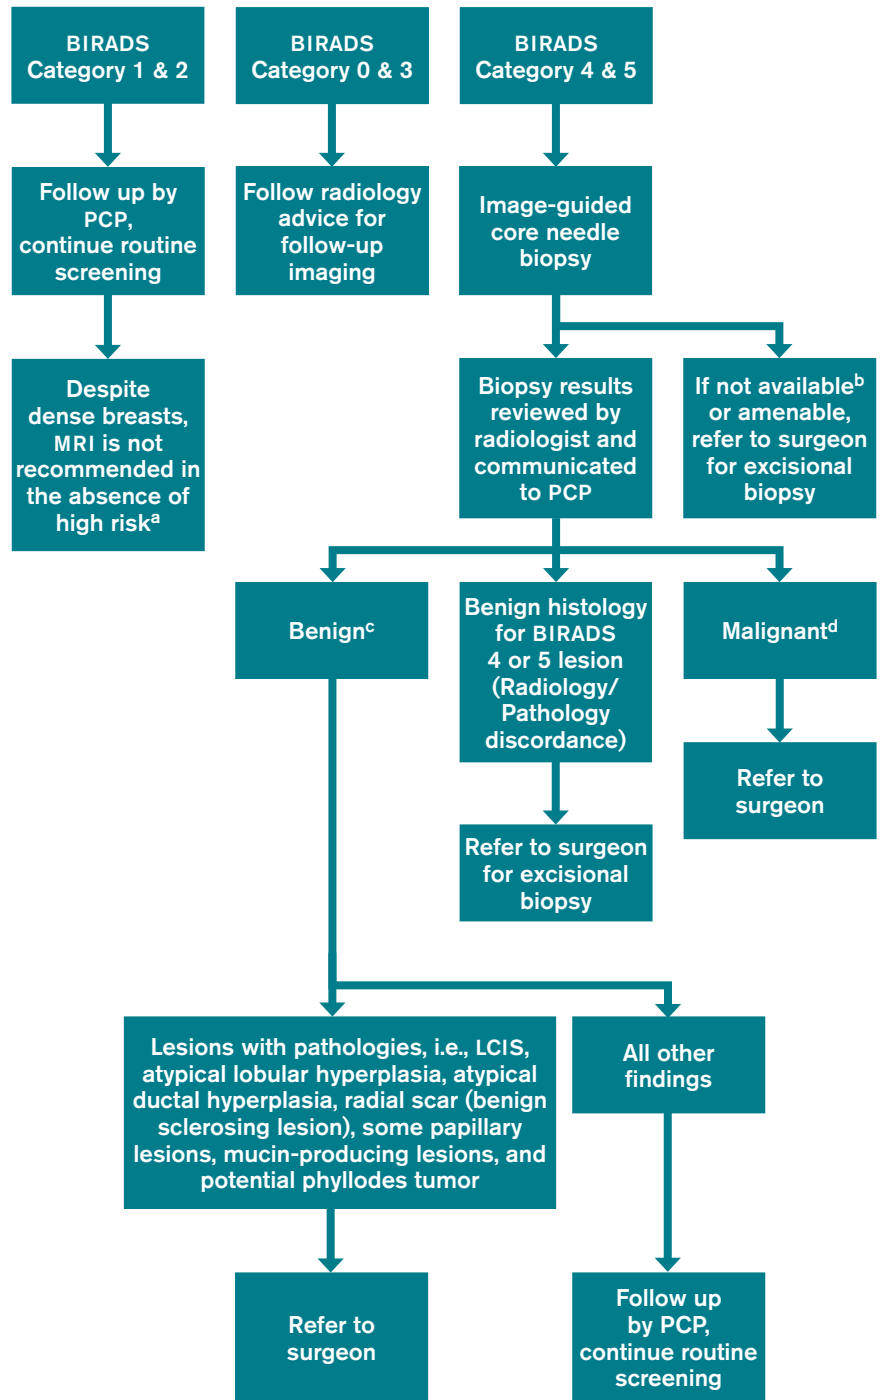 BIRADS
Category 1 & 2
BIRADS
Category 0 & 3
BIRADS
Category 4 & 5
Follow up by
PCP,
continue routine
screening
Follow radiology
advice for
follow-up
imaging
Image-guided
core needle
biopsy
Despite
dense breasts,
MRI is not
recommended in
the absence of
high riskᵃ
Biopsy results
reviewed by
radiologist and
communicated
to PCP
If not availableᵇ
or amenable,
refer to surgeon
for excisional
biopsy
Benignᶜ
Benign histology
for BIRADS
4 or 5 lesion
(Radiology/
Pathology
discordance)
Malignantᵈ
Refer to
surgeon
Refer to surgeon
for excisional
biopsy
Lesions with pathologies, i.e., LCIS,
atypical lobular hyperplasia, atypical
ductal hyperplasia, radial scar (benign
sclerosing lesion), some papillary
lesions, mucin-producing lesions, and
potential phyllodes tumor
All other
findings
Refer to
surgeon
Follow up
by PCP,
continue routine
screening